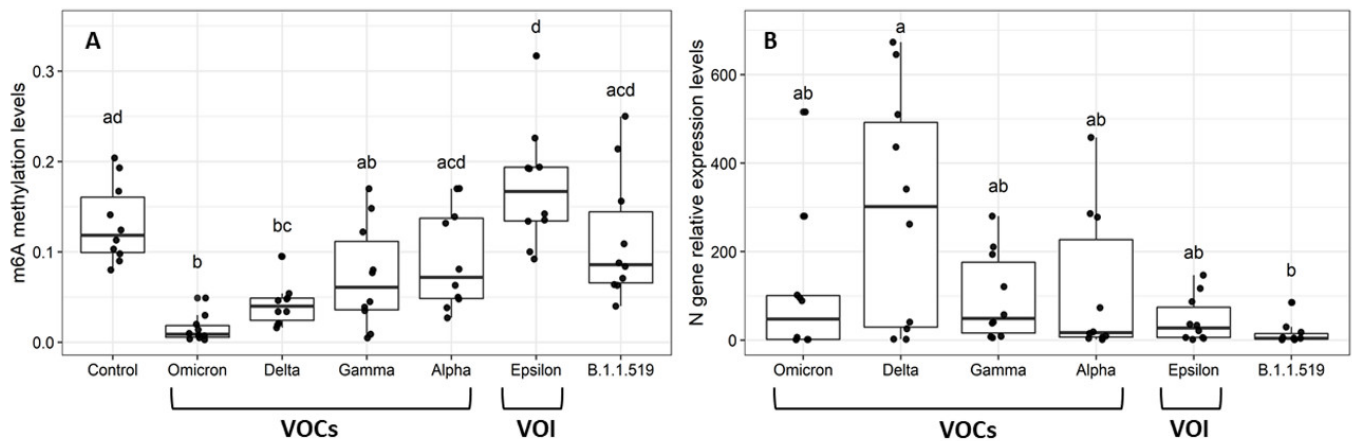 A
m6A methylation levels
0.3
0.2
0.1
0.0
ad
b
bc
ab
acd
d
acd
Control Omicron Delta Gamma Alpha Epsilon B.1.1.519
VOCs VOI
B
N gene relative expression levels
600
400
200
0
ab
a
ab
ab
ab
b
Omicron Delta Gamma Alpha Epsilon B.1.1.519
VOCs VOI